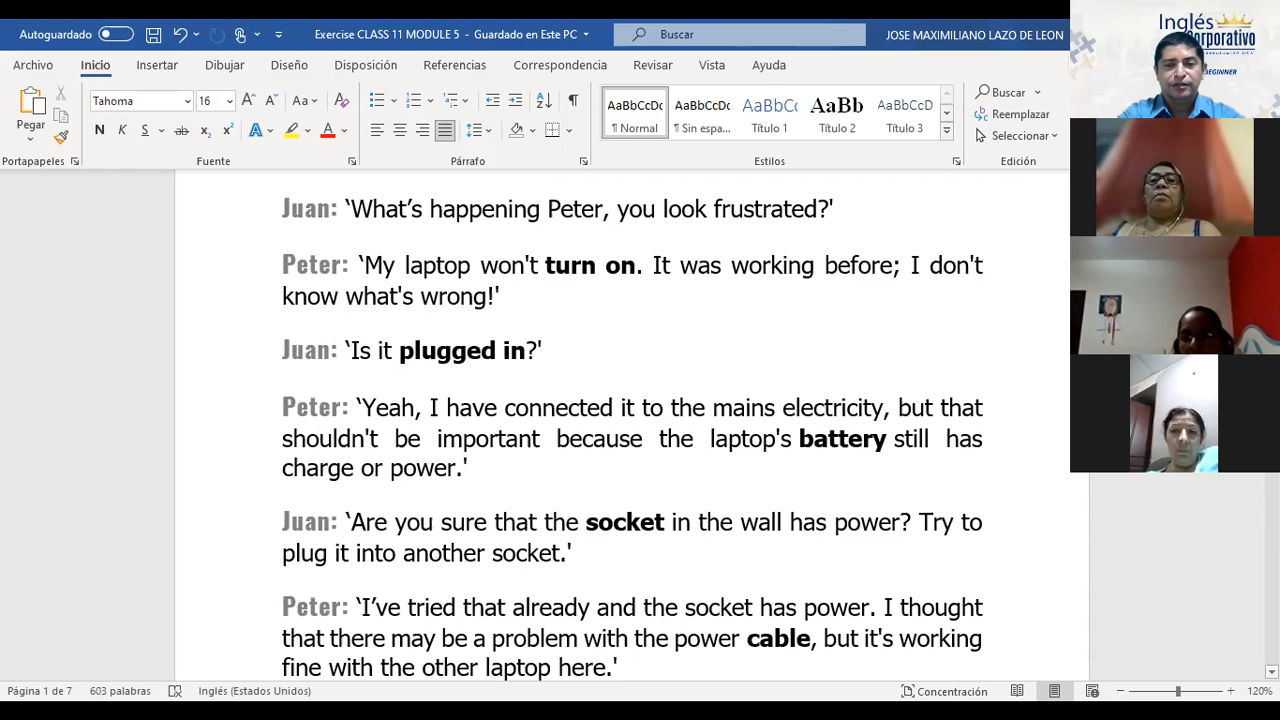 Autoguardado
Exercise CLASS 11 MODULE 5 - Guardado en Este PC
Buscar
JOSE MAXIMILIANO LAZO DE LEON
Inglés
Corporativo
BEGINNER
Archivo Inicio Insertar Dibujar Diseño Disposición Referencias Correspondencia Revisar Vista Ayuda
Pegar
Tahoma 16
AaBbCcDc AaBbCcDc AaBbCc AaBb AaBbCcD
¶ Normal ¶ Sin espa... Título 1 Título 2 Título 3
Buscar
Reemplazar
Seleccionar
Portapapeles Fuente Párrafo Estilos Edición
Juan: ‘What’s happening Peter, you look frustrated?'
Peter: ‘My laptop won't turn on. It was working before; I don't
know what's wrong!'
Juan: ‘Is it plugged in?'
Peter: ‘Yeah, I have connected it to the mains electricity, but that
shouldn't be important because the laptop's battery still has
charge or power.'
Juan: ‘Are you sure that the socket in the wall has power? Try to
plug it into another socket.'
Peter: ‘I’ve tried that already and the socket has power. I thought
that there may be a problem with the power cable, but it's working
fine with the other laptop here.'
Página 1 de 7 603 palabras Inglés (Estados Unidos) Concentración 120%